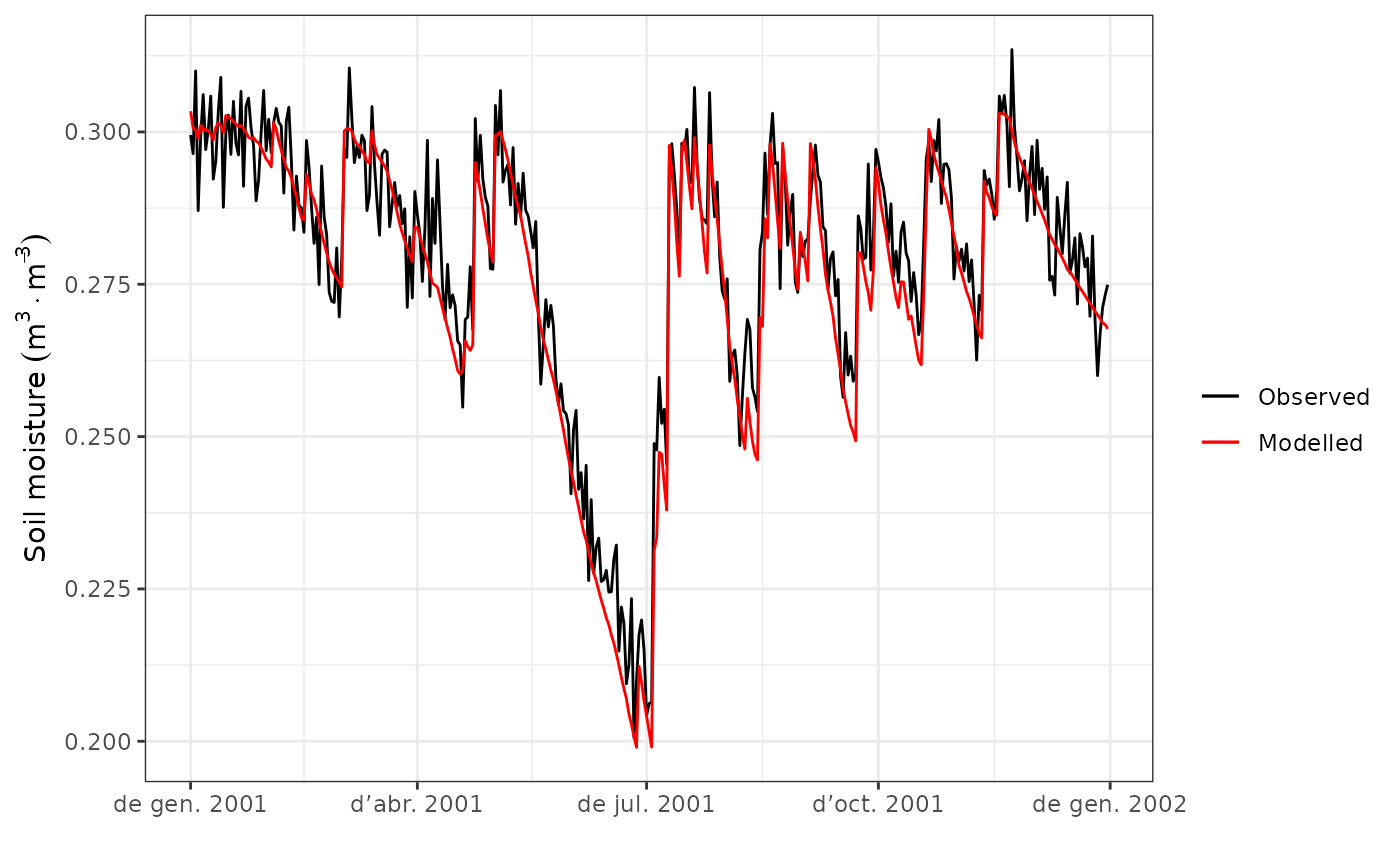 Soil moisture (m³ · m⁻³)
0.300
0.275
0.250
0.225
0.200
de gen. 2001 d’abr. 2001 de jul. 2001 d’oct. 2001 de gen. 2002
Observed
Modelled